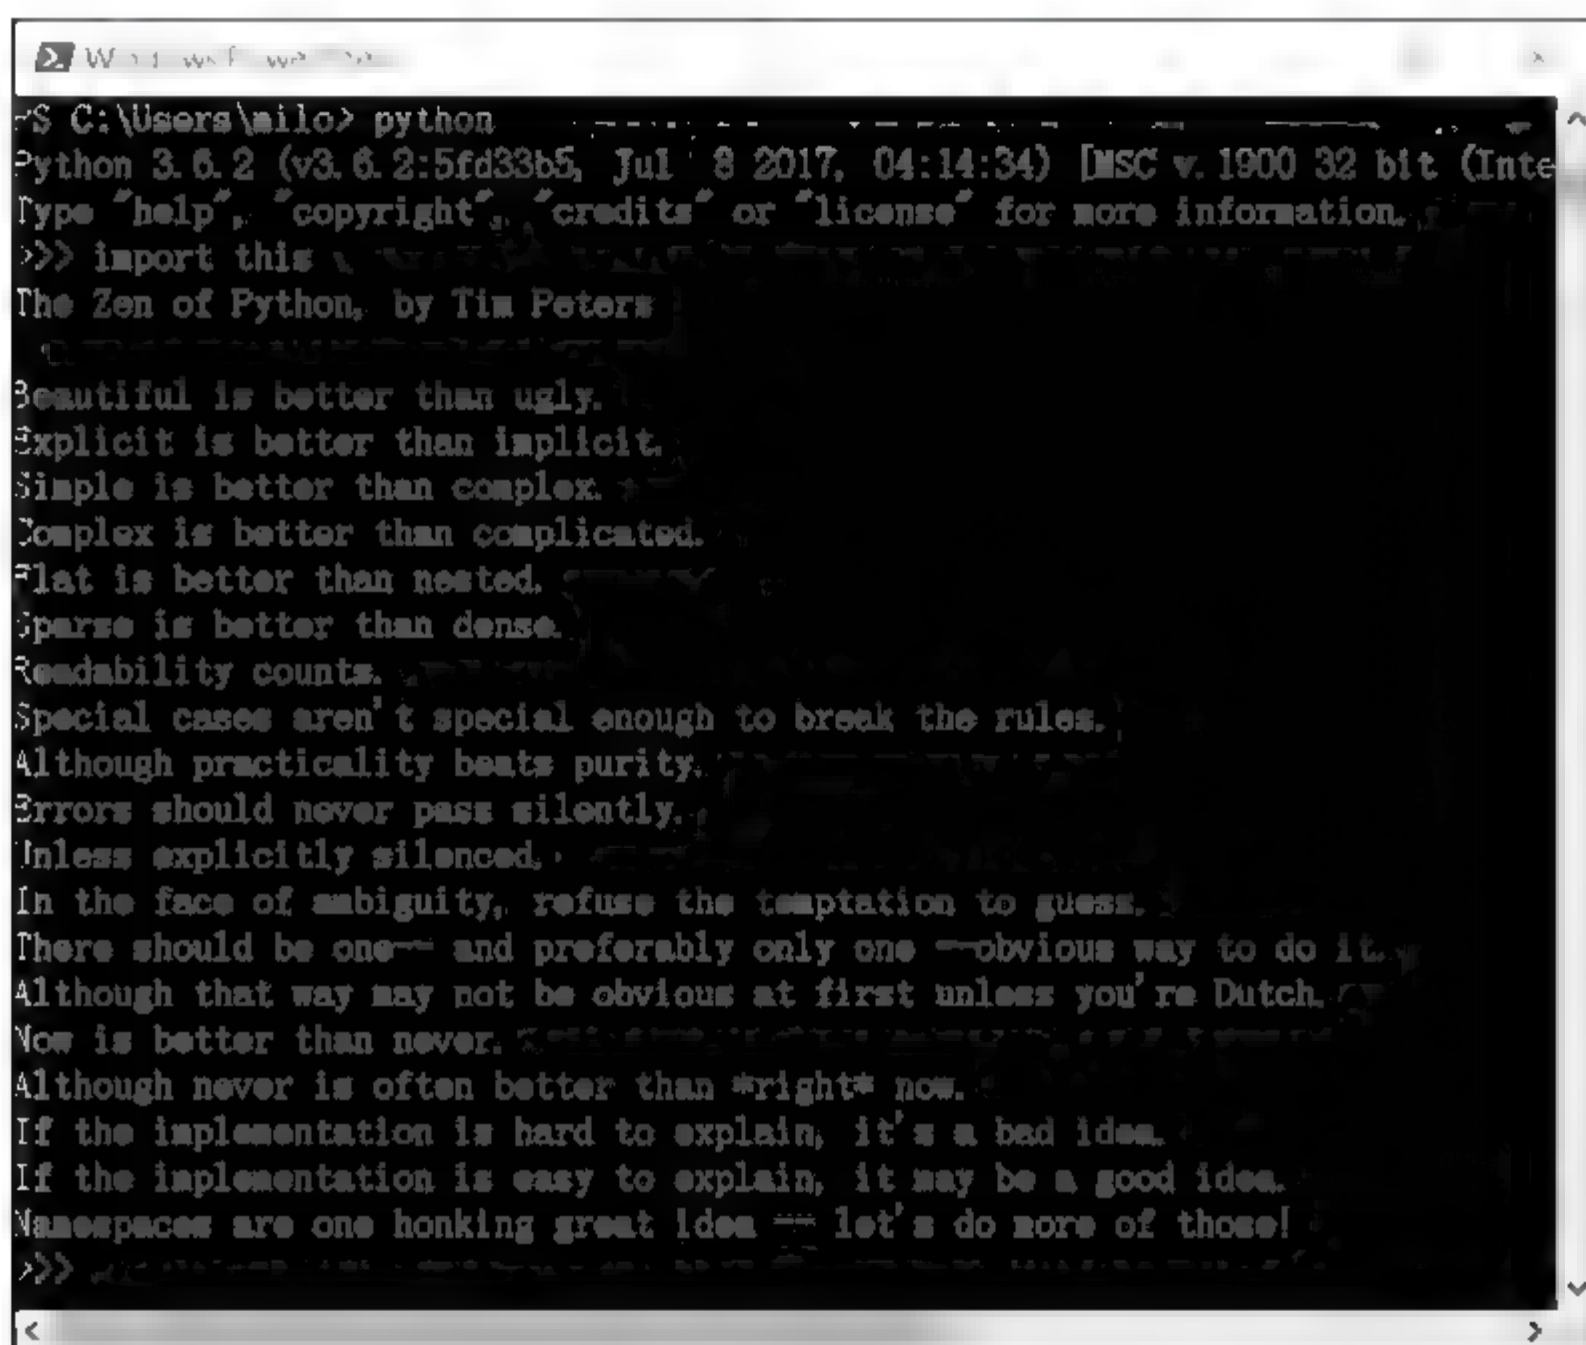 PS C:\Users\milo> python
Python 3.6.2 (v3.6.2:5fd33b5, Jul  8 2017, 04:14:34) [MSC v.1900 32 bit (Inte
Type "help", "copyright", "credits" or "license" for more information.
>>> import this
The Zen of Python, by Tim Peters
Beautiful is better than ugly.
Explicit is better than implicit.
Simple is better than complex.
Complex is better than complicated.
Flat is better than nested.
Sparse is better than dense.
Readability counts.
Special cases aren't special enough to break the rules.
Although practicality beats purity.
Errors should never pass silently.
Unless explicitly silenced.
In the face of ambiguity, refuse the temptation to guess.
There should be one-- and preferably only one --obvious way to do it.
Although that way may not be obvious at first unless you're Dutch.
Now is better than never.
Although never is often better than *right* now.
If the implementation is hard to explain, it's a bad idea.
If the implementation is easy to explain, it may be a good idea.
Namespaces are one honking great idea -- let's do more of those!
>>>